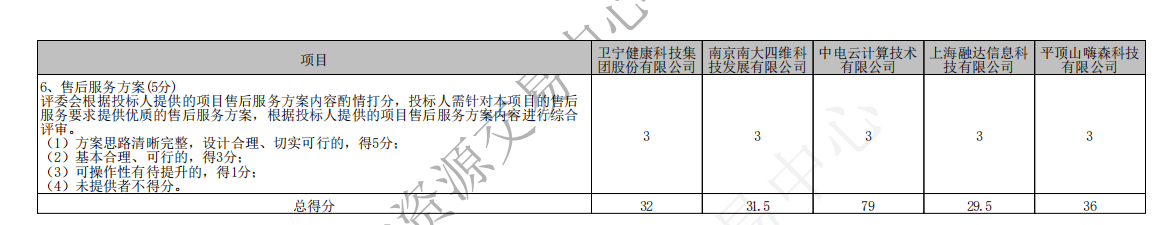 项目
卫宁健康科技集
团股份有限公司
南京南大四维科
技发展有限公司
中电云计算技术
有限公司
上海融达信息科
技有限公司
平顶山嗨森科技
有限公司
6、售后服务方案(5分)
评委会根据投标人提供的项目售后服务方案内容酌情打分，投标人需针对本项目的售后
服务要求提供优质的售后服务方案，根据投标人提供的项目售后服务方案内容进行综合
评审。
（1）方案思路清晰完整，设计合理、切实可行的，得5分；
（2）基本合理、可行的，得3分；
（3）可操作性有待提升的，得1分；
（4）未提供者不得分。
3 3 3 3 3
总得分 32 31.5 79 29.5 36
资源交易中心
易中心